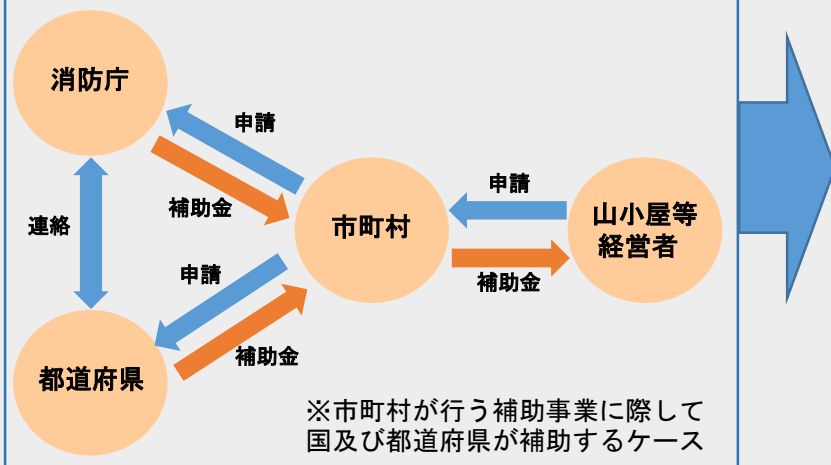 消防庁
申請
補助金
連絡
市町村
申請
山小屋等
経営者
補助金
申請
補助金
都道府県
※市町村が行う補助事業に際して
国及び都道府県が補助するケース